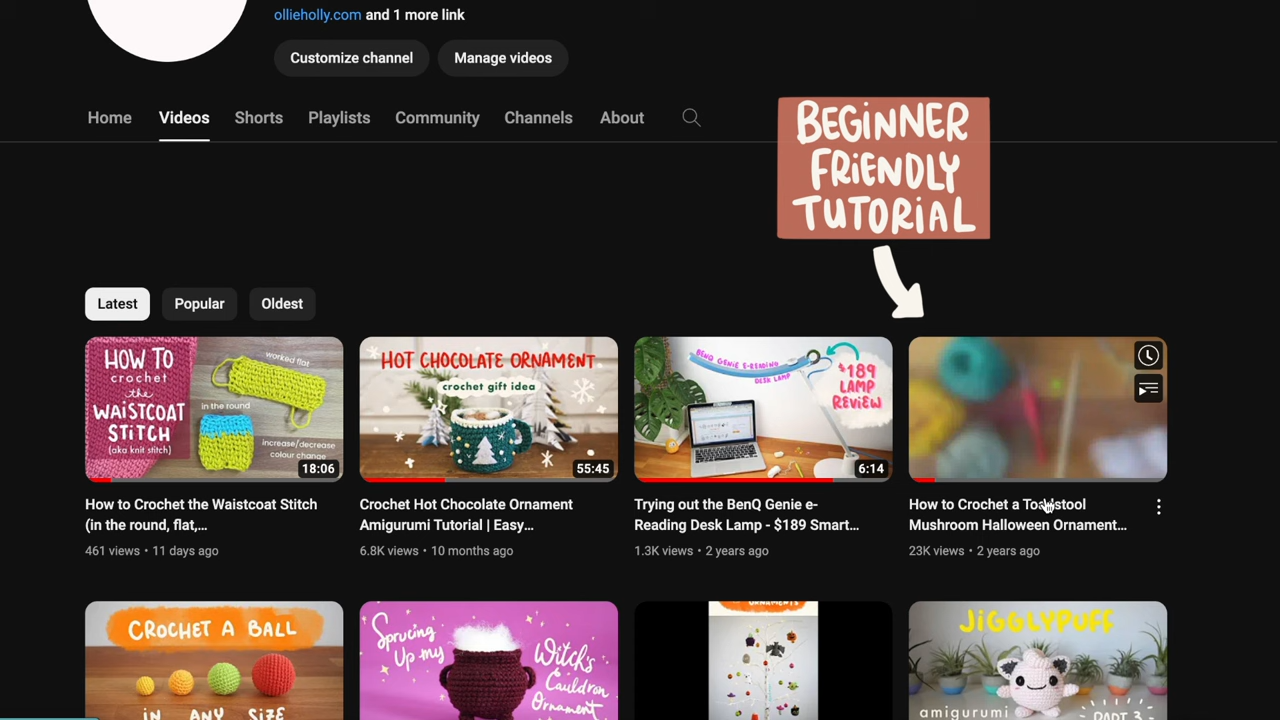 ollieholly.com and 1 more link
Customize channel Manage videos
Home Videos Shorts Playlists Community Channels About
BEGINNER
FRIENDLY
TUTORIAL
Latest Popular Oldest
HOW TO
crochet
the
WAISTCOAT
STITCH
(aka knit stitch)
worked flat
in the round
increase/decrease
colour change
18:06
HOT CHOCOLATE ORNAMENT
crochet gift idea
55:45
BENQ GENIE E-READING
DESK LAMP
$189
LAMP
REVIEW
6:14
How to Crochet the Waistcoat Stitch
(in the round, flat,...
461 views • 11 days ago
Crochet Hot Chocolate Ornament
Amigurumi Tutorial | Easy...
6.8K views • 10 months ago
Trying out the BenQ Genie e-
Reading Desk Lamp - $189 Smart...
1.3K views • 2 years ago
How to Crochet a Toadstool
Mushroom Halloween Ornament...
23K views • 2 years ago
CROCHET A BALL
IN ANY SIZE
Sprucing
Up my
Witch's
Cauldron
Ornament
ORNAMENTS
JIGGLYPUFF
amigurumi
PART 3